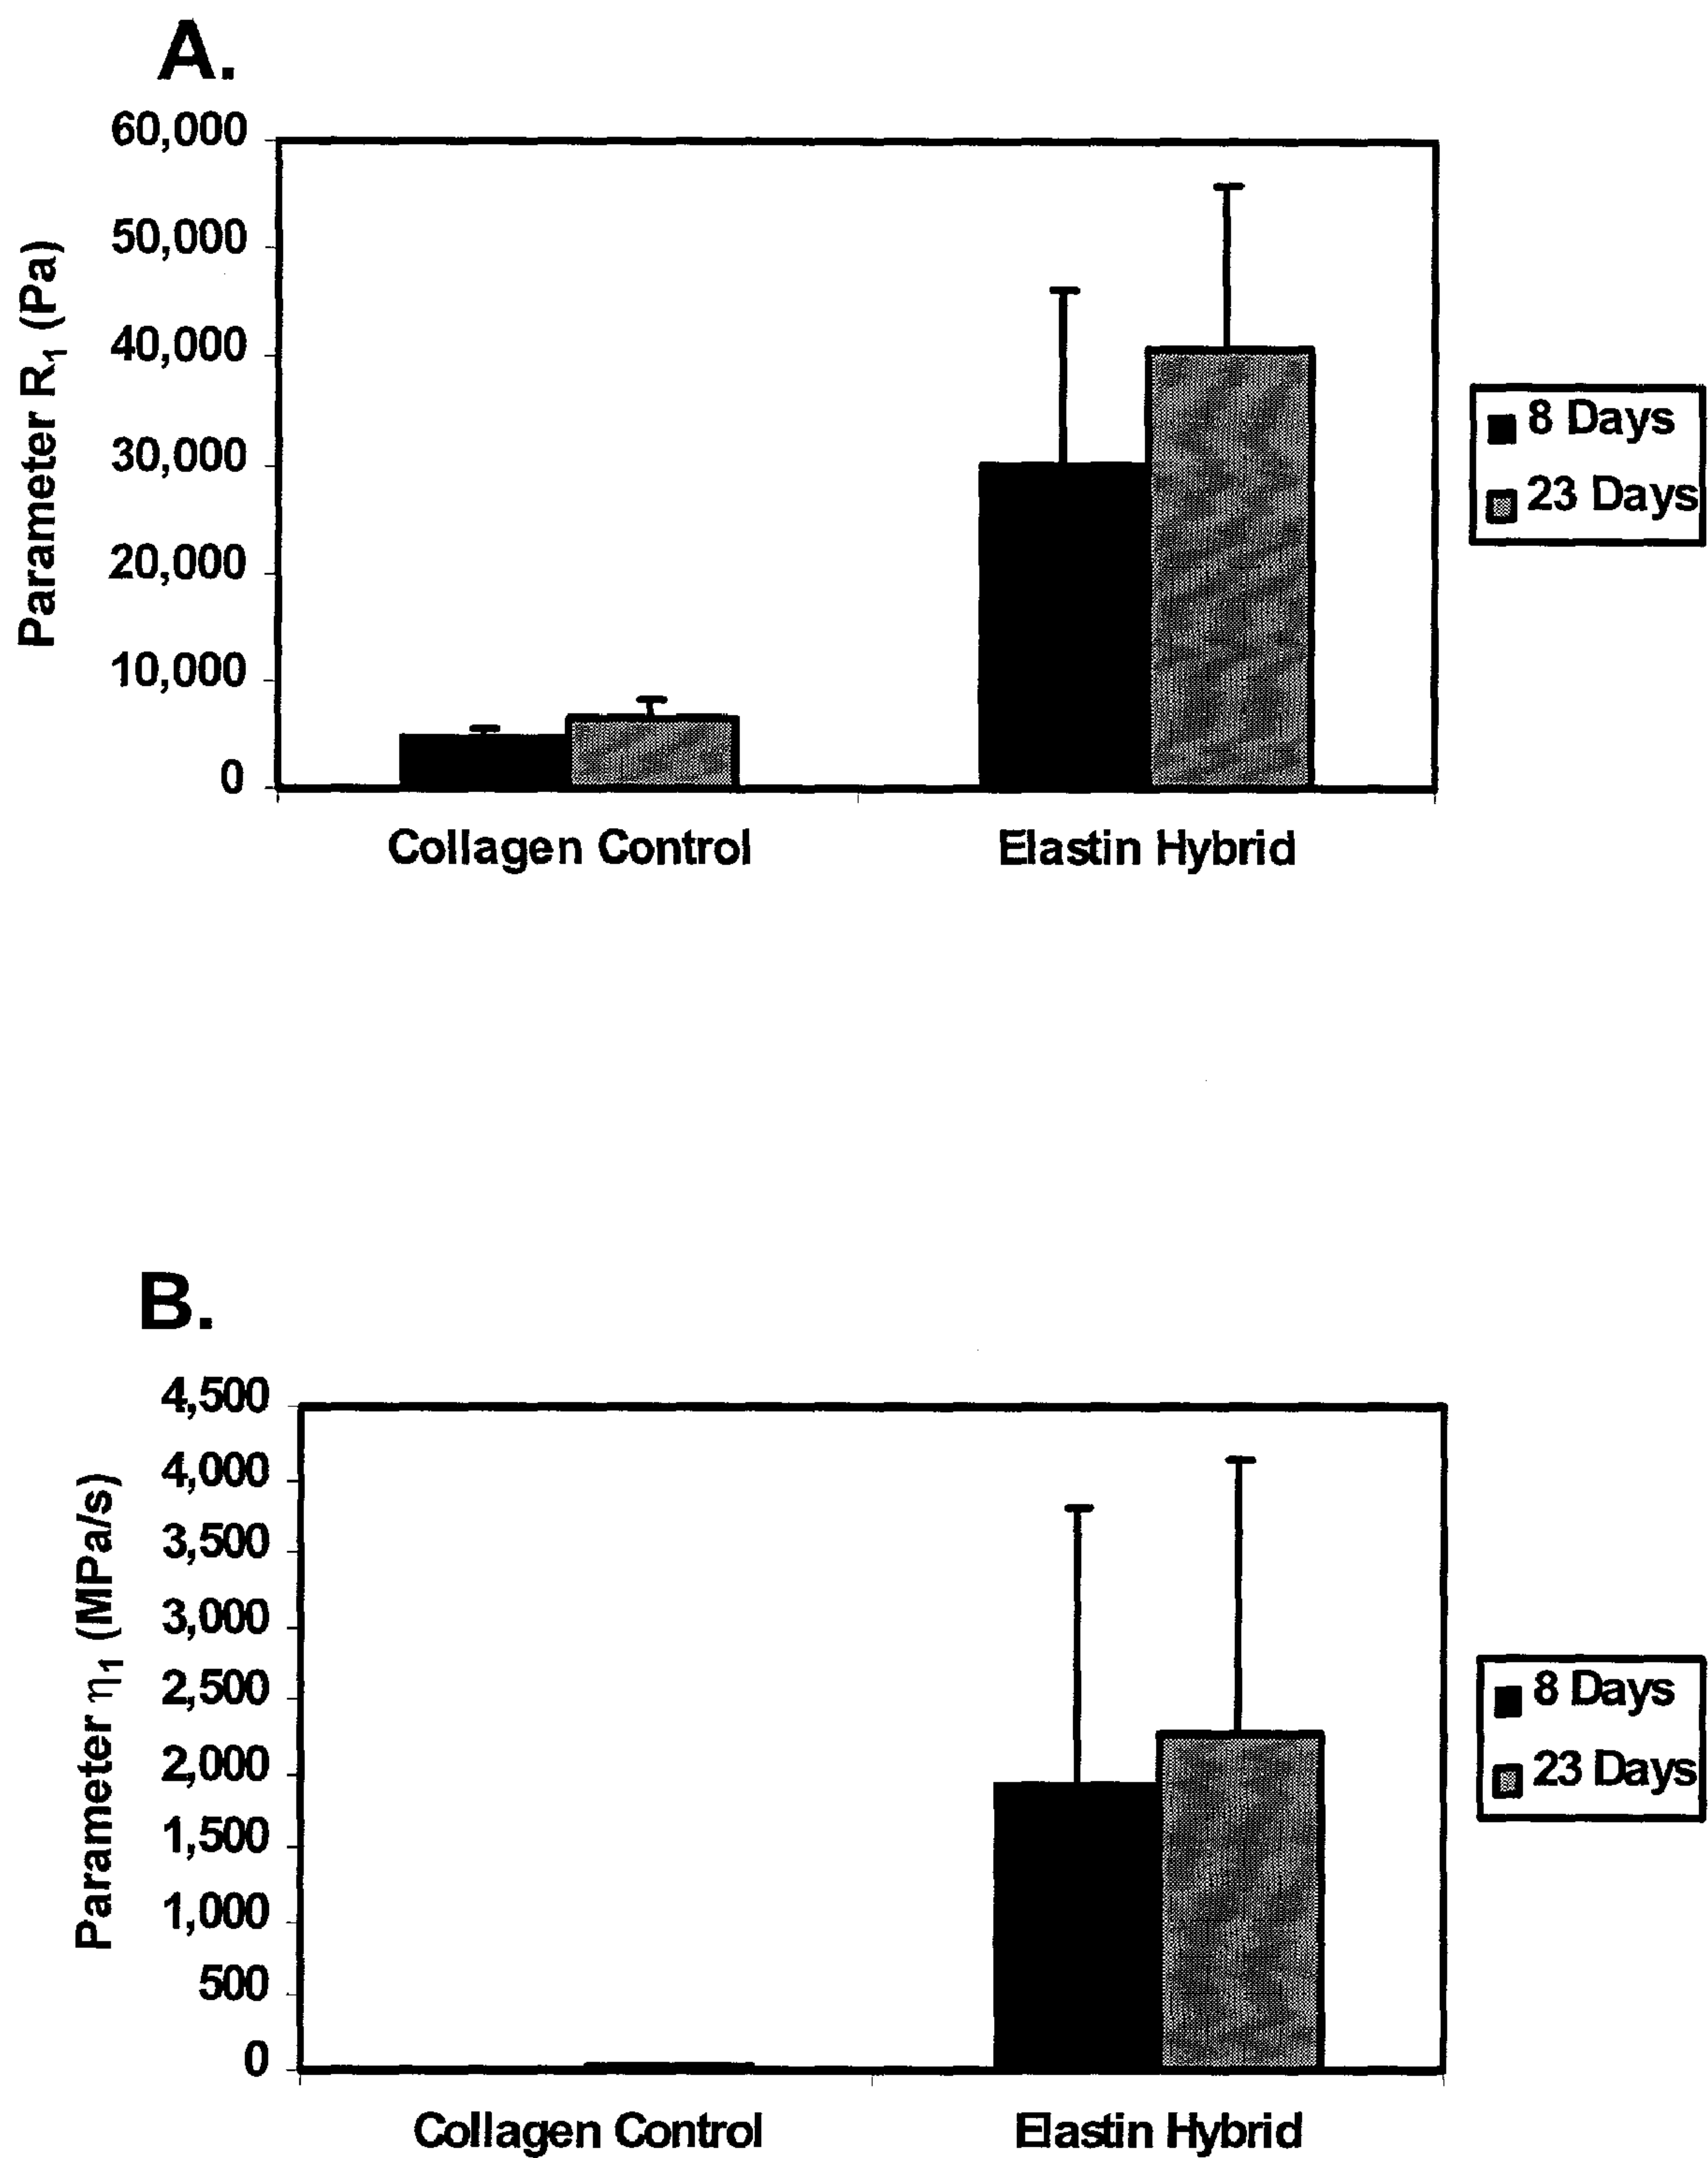 A.
60,000
50,000
40,000
30,000
20,000
10,000
0
Parameter R₁ (Pa)
Collagen Control
Elastin Hybrid
8 Days
23 Days
B.
4,500
4,000
3,500
3,000
2,500
2,000
1,500
1,000
500
0
Parameter η₁ (MPa/s)
Collagen Control
Elastin Hybrid
8 Days
23 Days